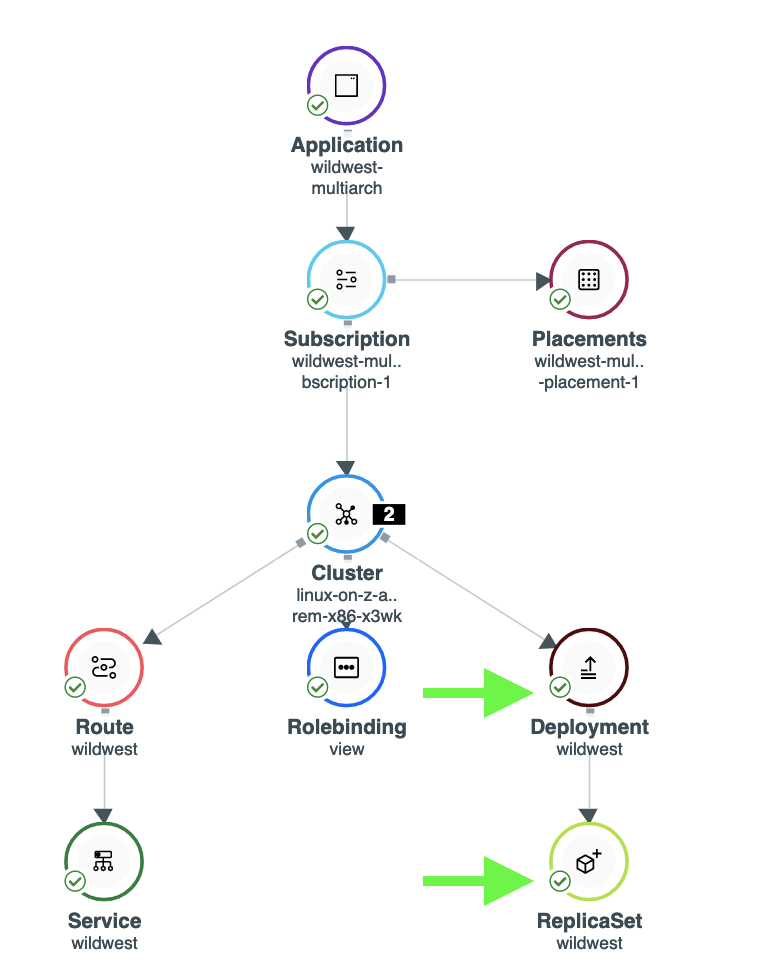 Application
wildwest-
multiarch
Subscription
wildwest-mul..
bscription-1
Placements
wildwest-mul..
-placement-1
2
Cluster
linux-on-z-a..
rem-x86-x3wk
Route
wildwest
Rolebinding
view
Deployment
wildwest
Service
wildwest
ReplicaSet
wildwest